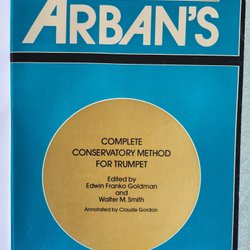 ARBAN'S
COMPLETE
CONSERVATORY METHOD
FOR TRUMPET
Edited by
Edwin Franko Goldman
and
Walter M. Smith
Annotated by Claude Gordon